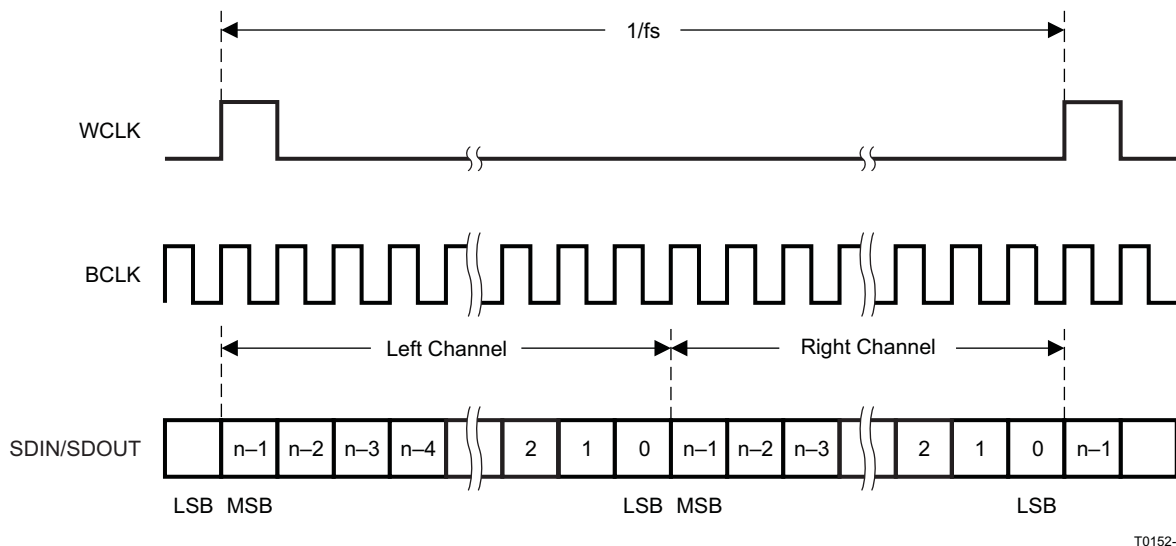 1/fs
WCLK
BCLK
Left Channel Right Channel
SDIN/SDOUT n–1 n–2 n–3 n–4 2 1 0 n–1 n–2 n–3 2 1 0 n–1
LSB MSB LSB MSB LSB
T0152-